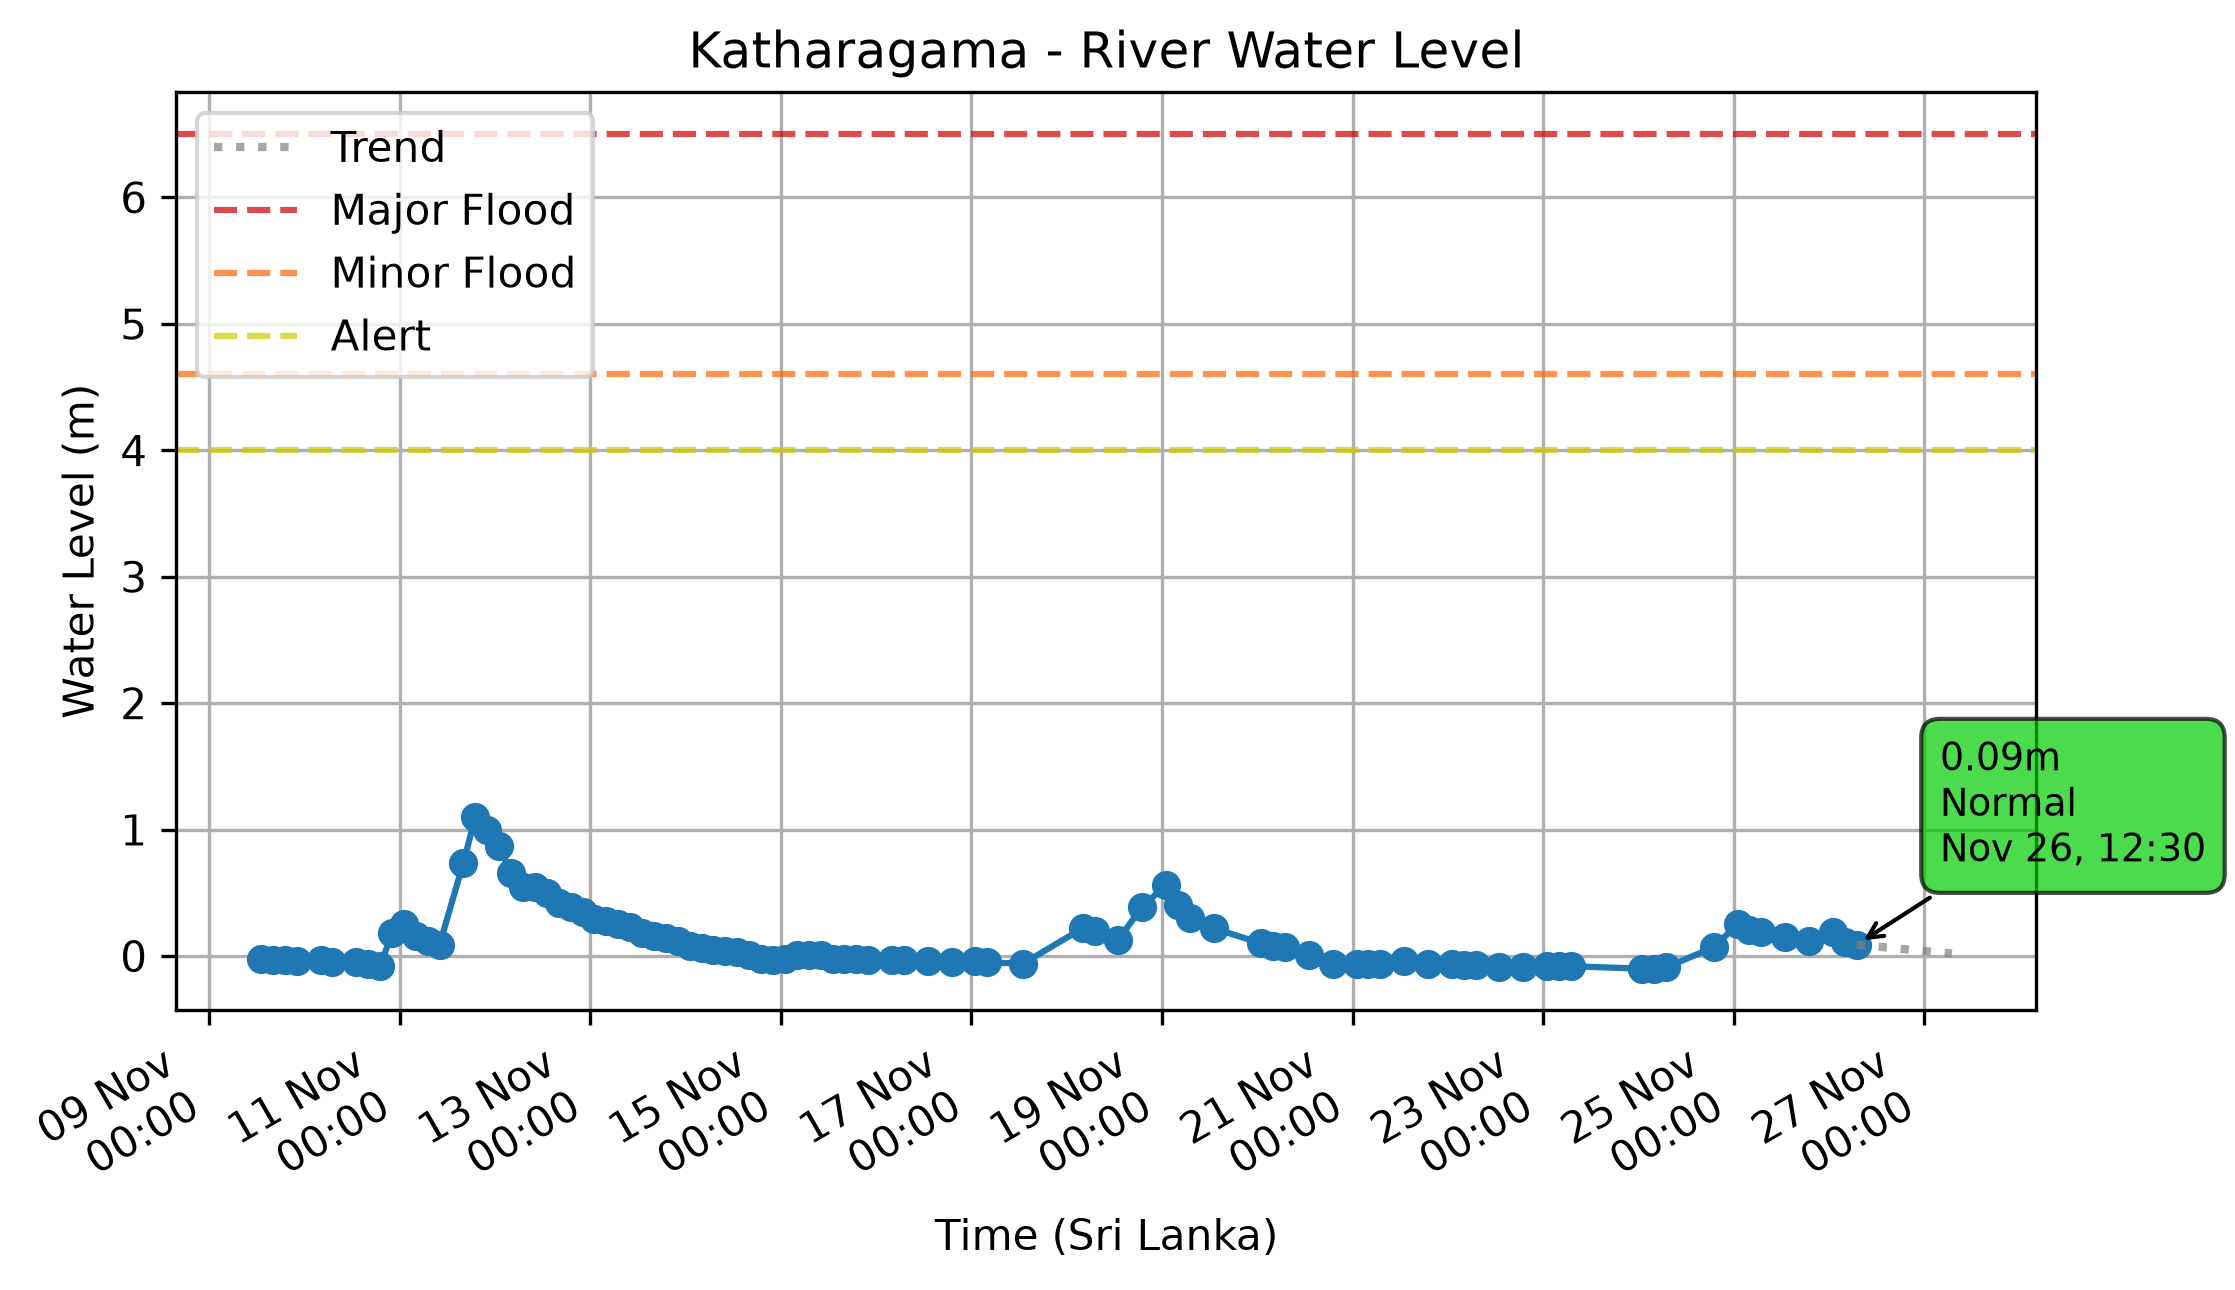 Katharagama - River Water Level
Trend
Major Flood
Minor Flood
Alert
6
5
4
3
2
1
0
Water Level (m)
0.09m
Normal
Nov 26, 12:30
09 Nov
00:00
11 Nov
00:00
13 Nov
00:00
15 Nov
00:00
17 Nov
00:00
19 Nov
00:00
21 Nov
00:00
23 Nov
00:00
25 Nov
00:00
27 Nov
00:00
Time (Sri Lanka)